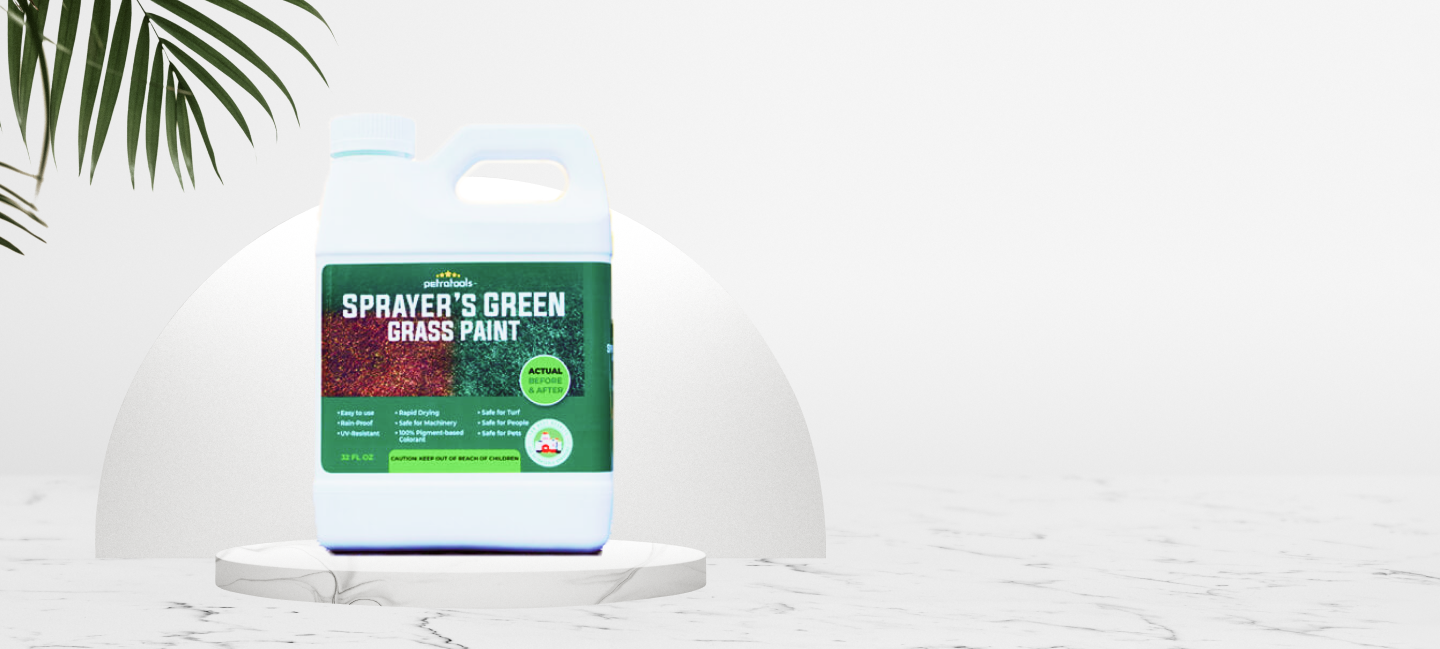 petratools
SPRAYER'S GREEN
GRASS PAINT
ACTUAL
BEFORE
& AFTER
•Easy to use
•Rain-Proof
•UV-Resistant
•Rapid Drying
•Safe for Machinery
•100% Pigment-based
Colorant
•Safe for Turf
•Safe for People
•Safe for Pets
32 FL OZ
CAUTION: KEEP OUT OF REACH OF CHILDREN